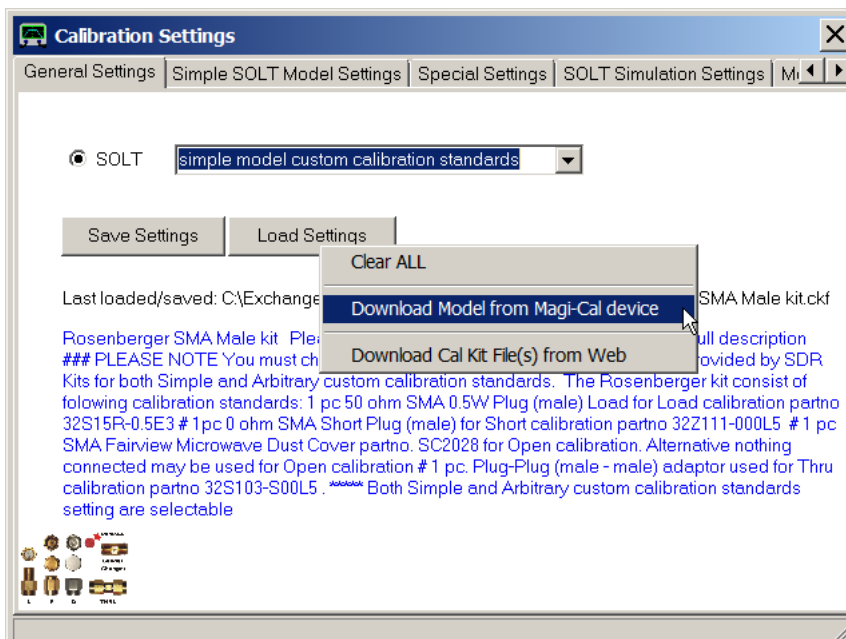 Calibration Settings
General Settings Simple SOLT Model Settings Special Settings SOLT Simulation Settings
SOLT simple model custom calibration standards
Save Settings Load Settings
Clear ALL
Last loaded/saved: C:\Exchange SMA Male kit.ckf
Download Model from Magi-Cal device
Download Cal Kit File(s) from Web
Rosenberger SMA Male kit ull description
### PLEASE NOTE You must rovided by SDR
Kits for both Simple and Arbitrary custom calibration standards. The Rosenberger kit consist of
folowing calibration standards: 1 pc 50 ohm SMA 0.5W Plug (male) Load for Load calibration partno
32S15R-0.5E3 # 1pc 0 ohm SMA Short Plug (male) for Short calibration partno 32Z111-000L5 # 1 pc
SMA Fairview Microwave Dust Cover partno. SC2028 for Open calibration. Alternative nothing
connected may be used for Open calibration # 1 pc. Plug-Plug (male - male) adaptor used for Thru
calibration partno 32S103-S00L5 . ****** Both Simple and Arbitrary custom calibration standards
setting are selectable
THRU